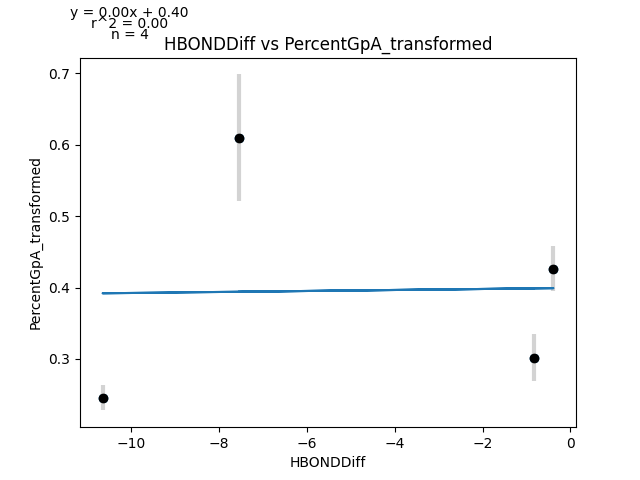 y = 0.00x + 0.40
r^2 = 0.00
n = 4
HBONDDiff vs PercentGpA_transformed
0.7
0.6
0.5
0.4
0.3
PercentGpA_transformed
−10
−8
−6
−4
−2
0
HBONDDiff